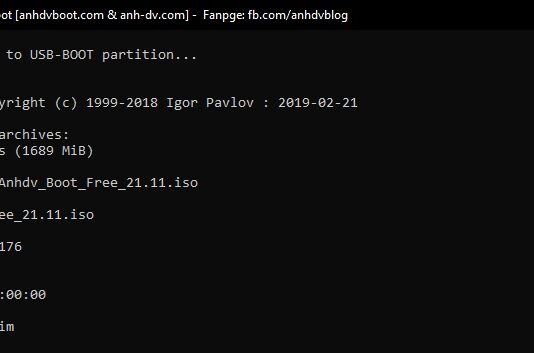 ot [anhdvboot.com & anh-dv.com] - Fanpge: fb.com/anhdvblog
to USB-BOOT partition...
yright (c) 1999-2018 Igor Pavlov : 2019-02-21
archives:
s (1689 MiB)
Anhdv_Boot_Free_21.11.iso
ee_21.11.iso
176
:00:00
im